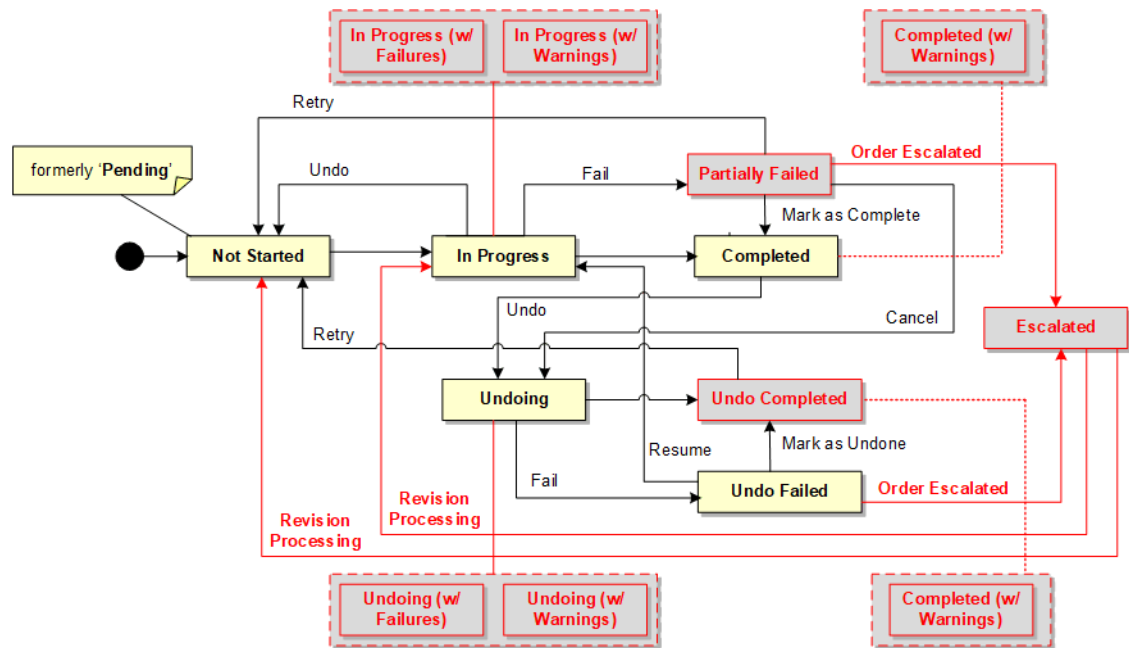 In Progress (w/
Failures)
In Progress (w/
Warnings)
Completed (w/
Warnings)
Retry
formerly ‘Pending’
Undo
Fail
Partially Failed
Order Escalated
Mark as Complete
Not Started
In Progress
Completed
Undo
Cancel
Escalated
Retry
Undoing
Undo Completed
Resume
Mark as Undone
Fail
Undo Failed
Order Escalated
Revision
Processing
Revision
Processing
Undoing (w/
Failures)
Undoing (w/
Warnings)
Completed (w/
Warnings)